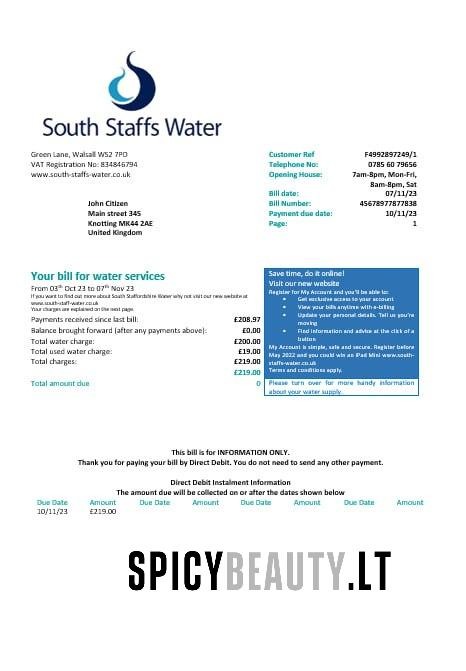 South Staffs Water
Green Lane, Walsall WS2 7PD
VAT Registration No: 834846794
www.south-staffs-water.co.uk
Customer Ref F4992897249/1
Telephone No: 0785 60 79656
Opening House: 7am-8pm, Mon-Fri,
8am-8pm, Sat
Bill date: 07/11/23
Bill Number: 45678977877838
Payment due date: 10/11/23
Page: 1
John Citizen
Main street 345
Knotting MK44 2AE
United Kingdom
Your bill for water services
From 03th Oct 23 to 07th Nov 23
If you want to find out more about South Staffordshire Water why not visit our new website at
www.south-staff-water.co.uk
Your charges are explained on the next page.
Payments received since last bill: £208.97
Balance brought forward (after any payments above): £0.00
Total water charge: £200.00
Total used water charge: £19.00
Total charges: £219.00
£219.00
Total amount due 0
Save time, do it online!
Visit our new website
Register for My Account and you'll be able to:
• Get exclusive access to your account
• View your bills anytime with e-billing
• Update your personal details. Tell us you're
moving
• Find information and advice at the click of a
button
My Account is simple, safe and secure. Register before
May 2022 and you could win an iPad Mini www.south-
staffs-water.co.uk
Terms and conditions apply.
Please turn over for more handy information
about your water supply
This bill is for INFORMATION ONLY.
Thank you for paying your bill by Direct Debit. You do not need to send any other payment.
Direct Debit Instalment Information
The amount due will be collected on or after the dates shown below
Due Date Amount Due Date Amount Due Date Amount Due Date Amount
10/11/23 £219.00
SPICYBEAUTY.LT